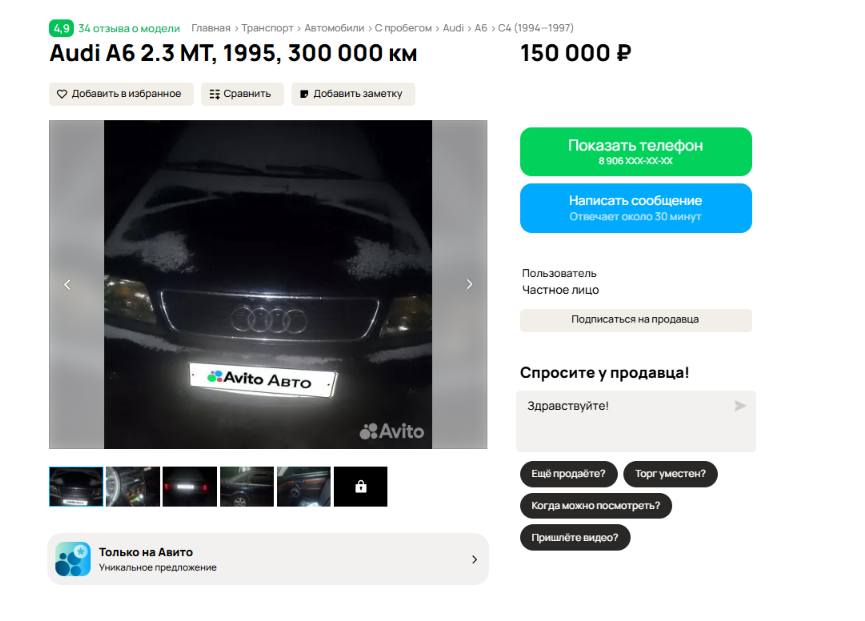 4,9 34 отзыва о модели Главная › Транспорт › Автомобили › С пробегом › Audi › A6 › C4 (1994—1997)
Audi A6 2.3 MT, 1995, 300 000 км
150 000 ₽
Добавить в избранное
Сравнить
Добавить заметку
Avito Авто
Avito
Только на Авито
Уникальное предложение
Показать телефон
8 906 XXX-XX-XX
Написать сообщение
Отвечает около 30 минут
Пользователь
Частное лицо
Подписаться на продавца
Спросите у продавца!
Здравствуйте!
Ещё продаёте?
Торг уместен?
Когда можно посмотреть?
Пришлёте видео?